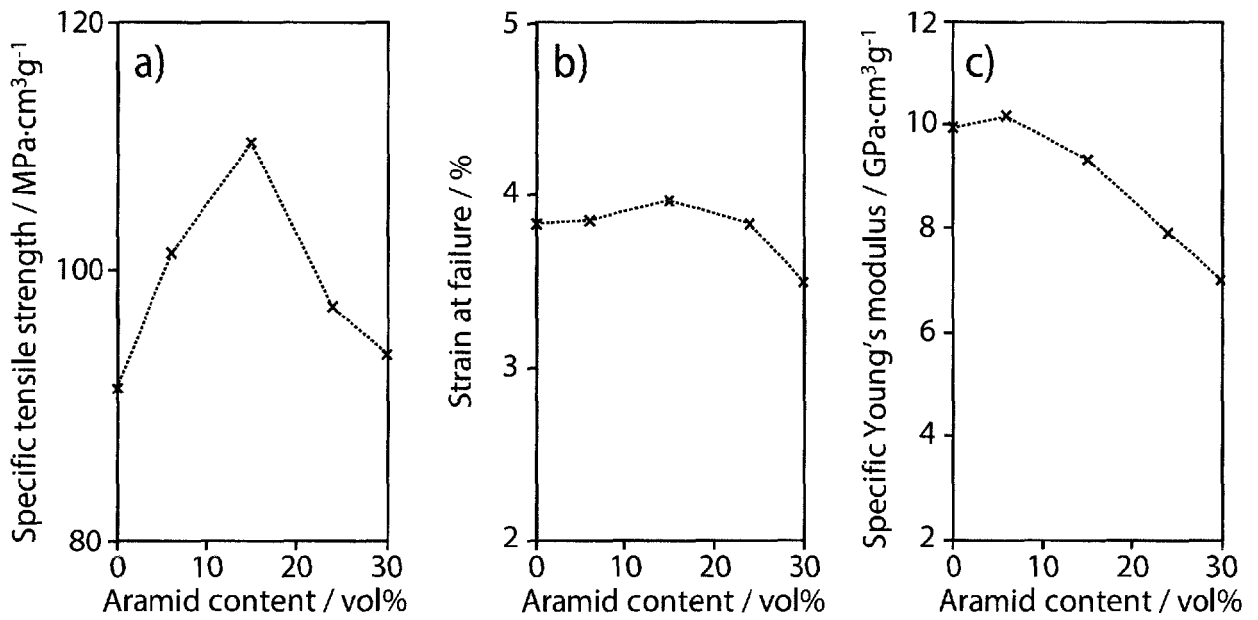 a)
Specific tensile strength / MPa·cm³g⁻¹
120
100
80
0 10 20 30
Aramid content / vol%
b)
Strain at failure / %
5
4
3
2
0 10 20 30
Aramid content / vol%
c)
Specific Young's modulus / GPa·cm³g⁻¹
12
10
8
6
4
2
0 10 20 30
Aramid content / vol%